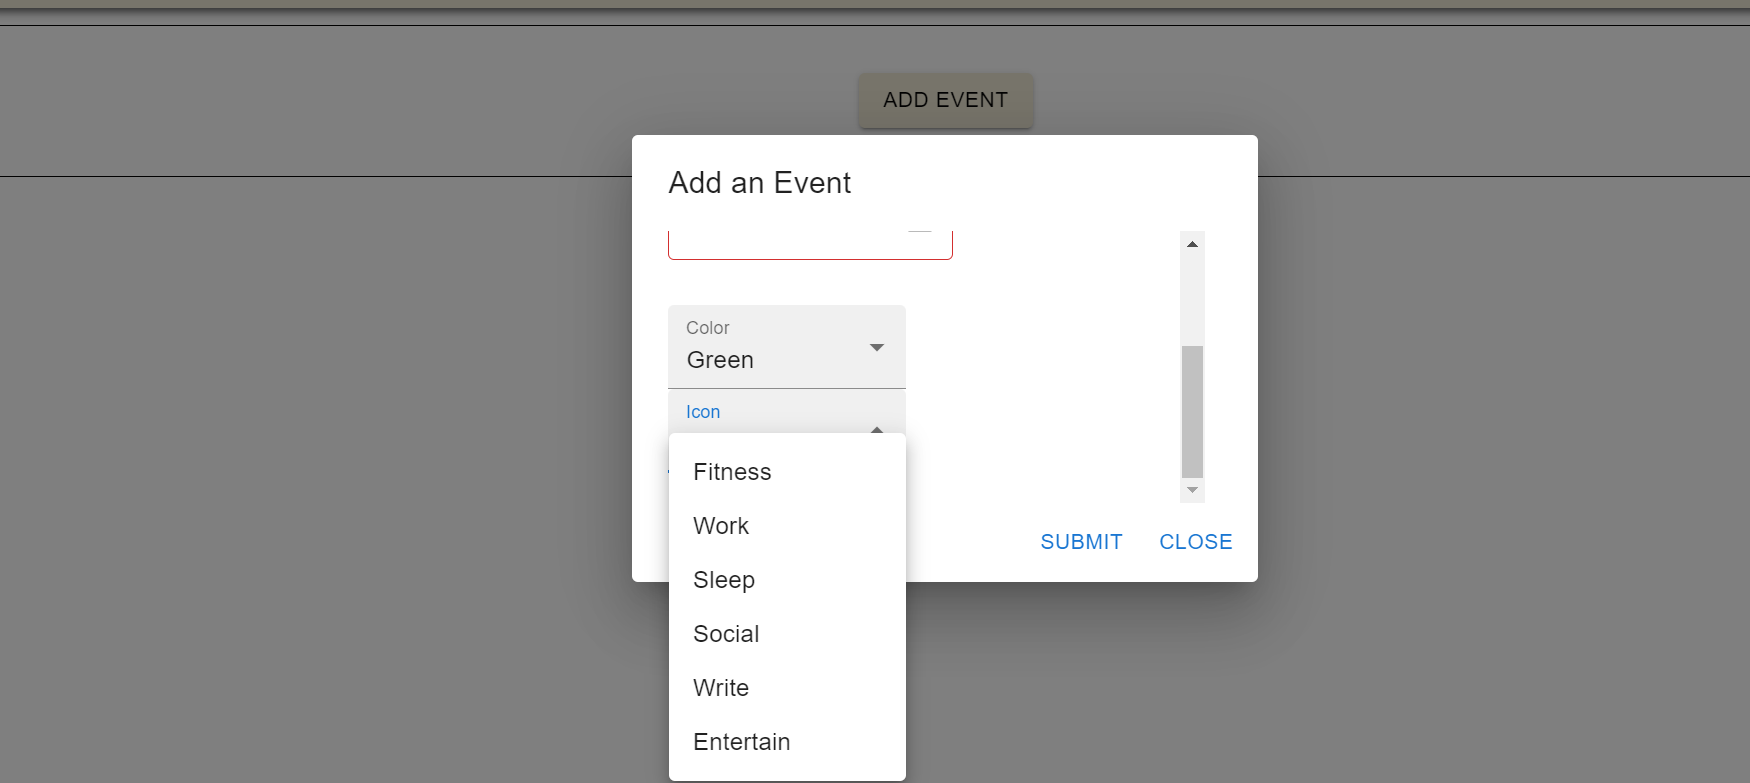 ADD EVENT
Add an Event
Color
Green
Icon
Fitness
Work
Sleep
Social
Write
Entertain
SUBMIT CLOSE